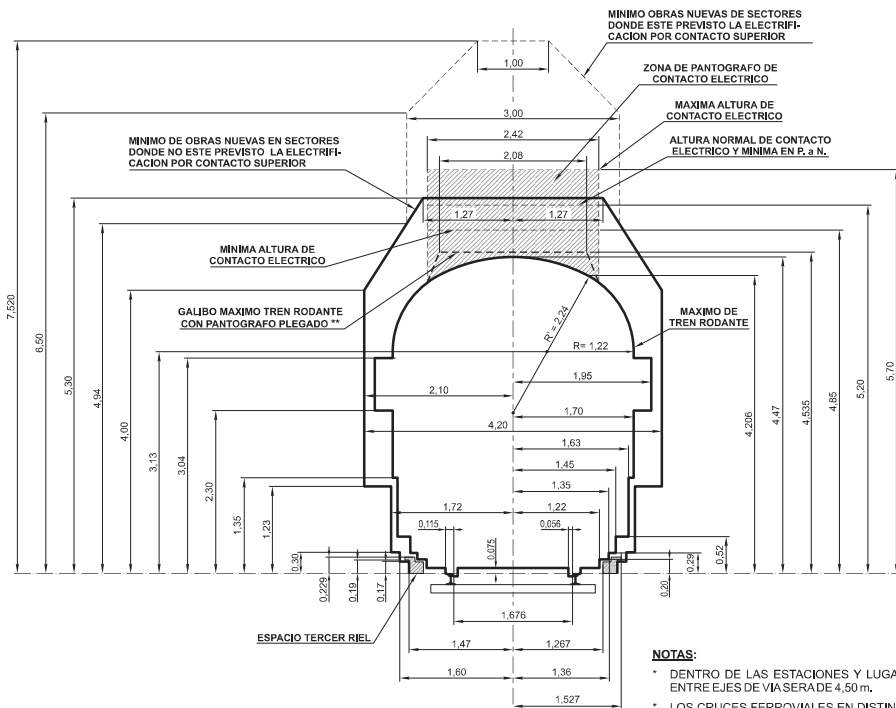 MINIMO OBRAS NUEVAS DE SECTORES
DONDE ESTE PREVISTO LA ELECTRIFI-
CACION POR CONTACTO SUPERIOR
ZONA DE PANTOGRAFO DE
CONTACTO ELECTRICO
MAXIMA ALTURA DE
CONTACTO ELECTRICO
ALTURA NORMAL DE CONTACTO
ELECTRICO Y MINIMA EN P. a N.
MINIMO DE OBRAS NUEVAS EN SECTORES
DONDE NO ESTE PREVISTO LA ELECTRIFI-
CACION POR CONTACTO SUPERIOR
1,00
3,00
2,42
2,08
1,27
1,27
MINIMA ALTURA DE
CONTACTO ELECTRICO
GALIBO MAXIMO TREN RODANTE
CON PANTOGRAFO PLEGADO **
MAXIMO DE
TREN RODANTE
R' = 2,24
R= 1,22
7,520
6,50
5,30
4,94
4,00
3,13
3,04
2,30
1,35
1,23
0,30
0,229
0,19
0,17
2,10
1,95
1,70
4,20
1,63
1,45
1,35
1,72
1,22
0,115
0,056
0,075
4,206
4,47
4,535
4,85
5,20
5,70
0,52
0,29
0,20
1,676
ESPACIO TERCER RIEL
1,47
1,267
1,60
1,36
1,527
NOTAS:
* DENTRO DE LAS ESTACIONES Y LUGA
ENTRE EJES DE VIA SERA DE 4,50 m.
* LOS CRUCES FERROVIALES EN DISTIN